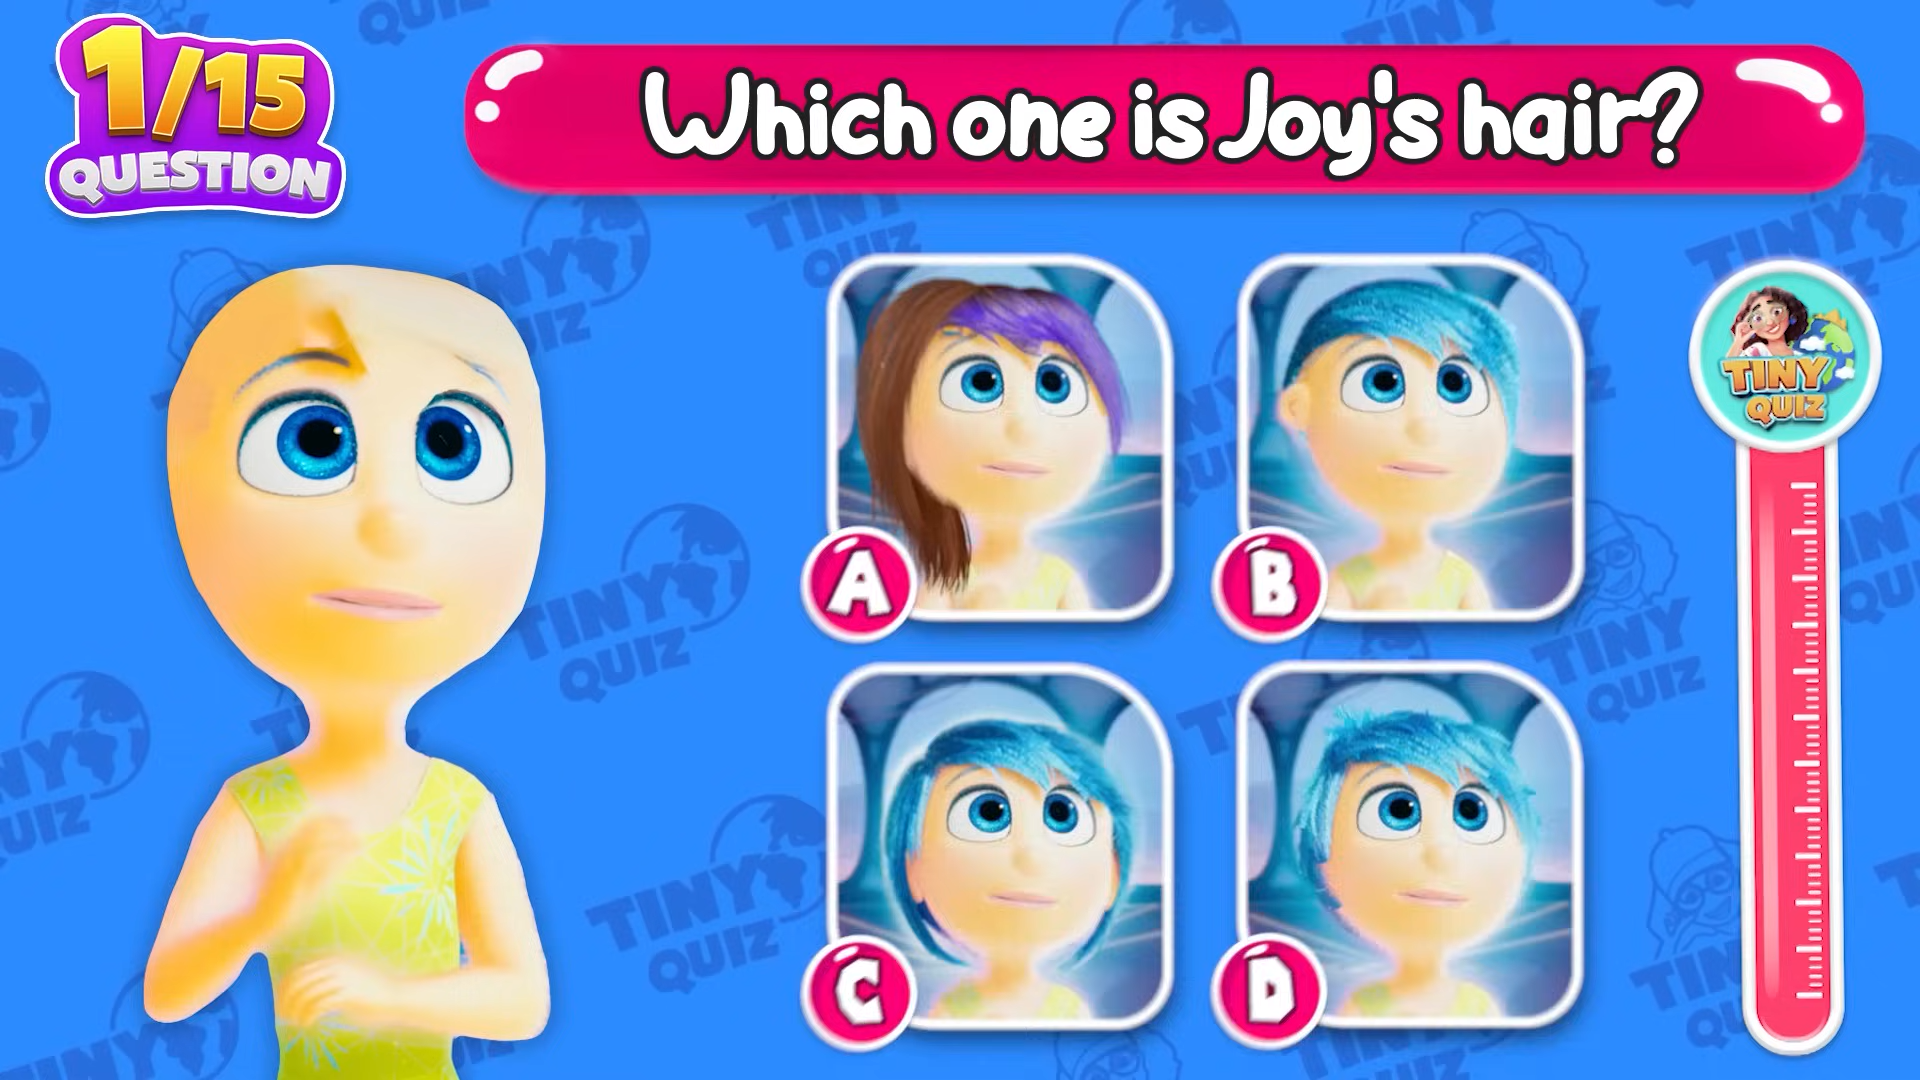 1/15
QUESTION
Which one is Joy's hair?
A
B
C
D
TINY
QUIZ